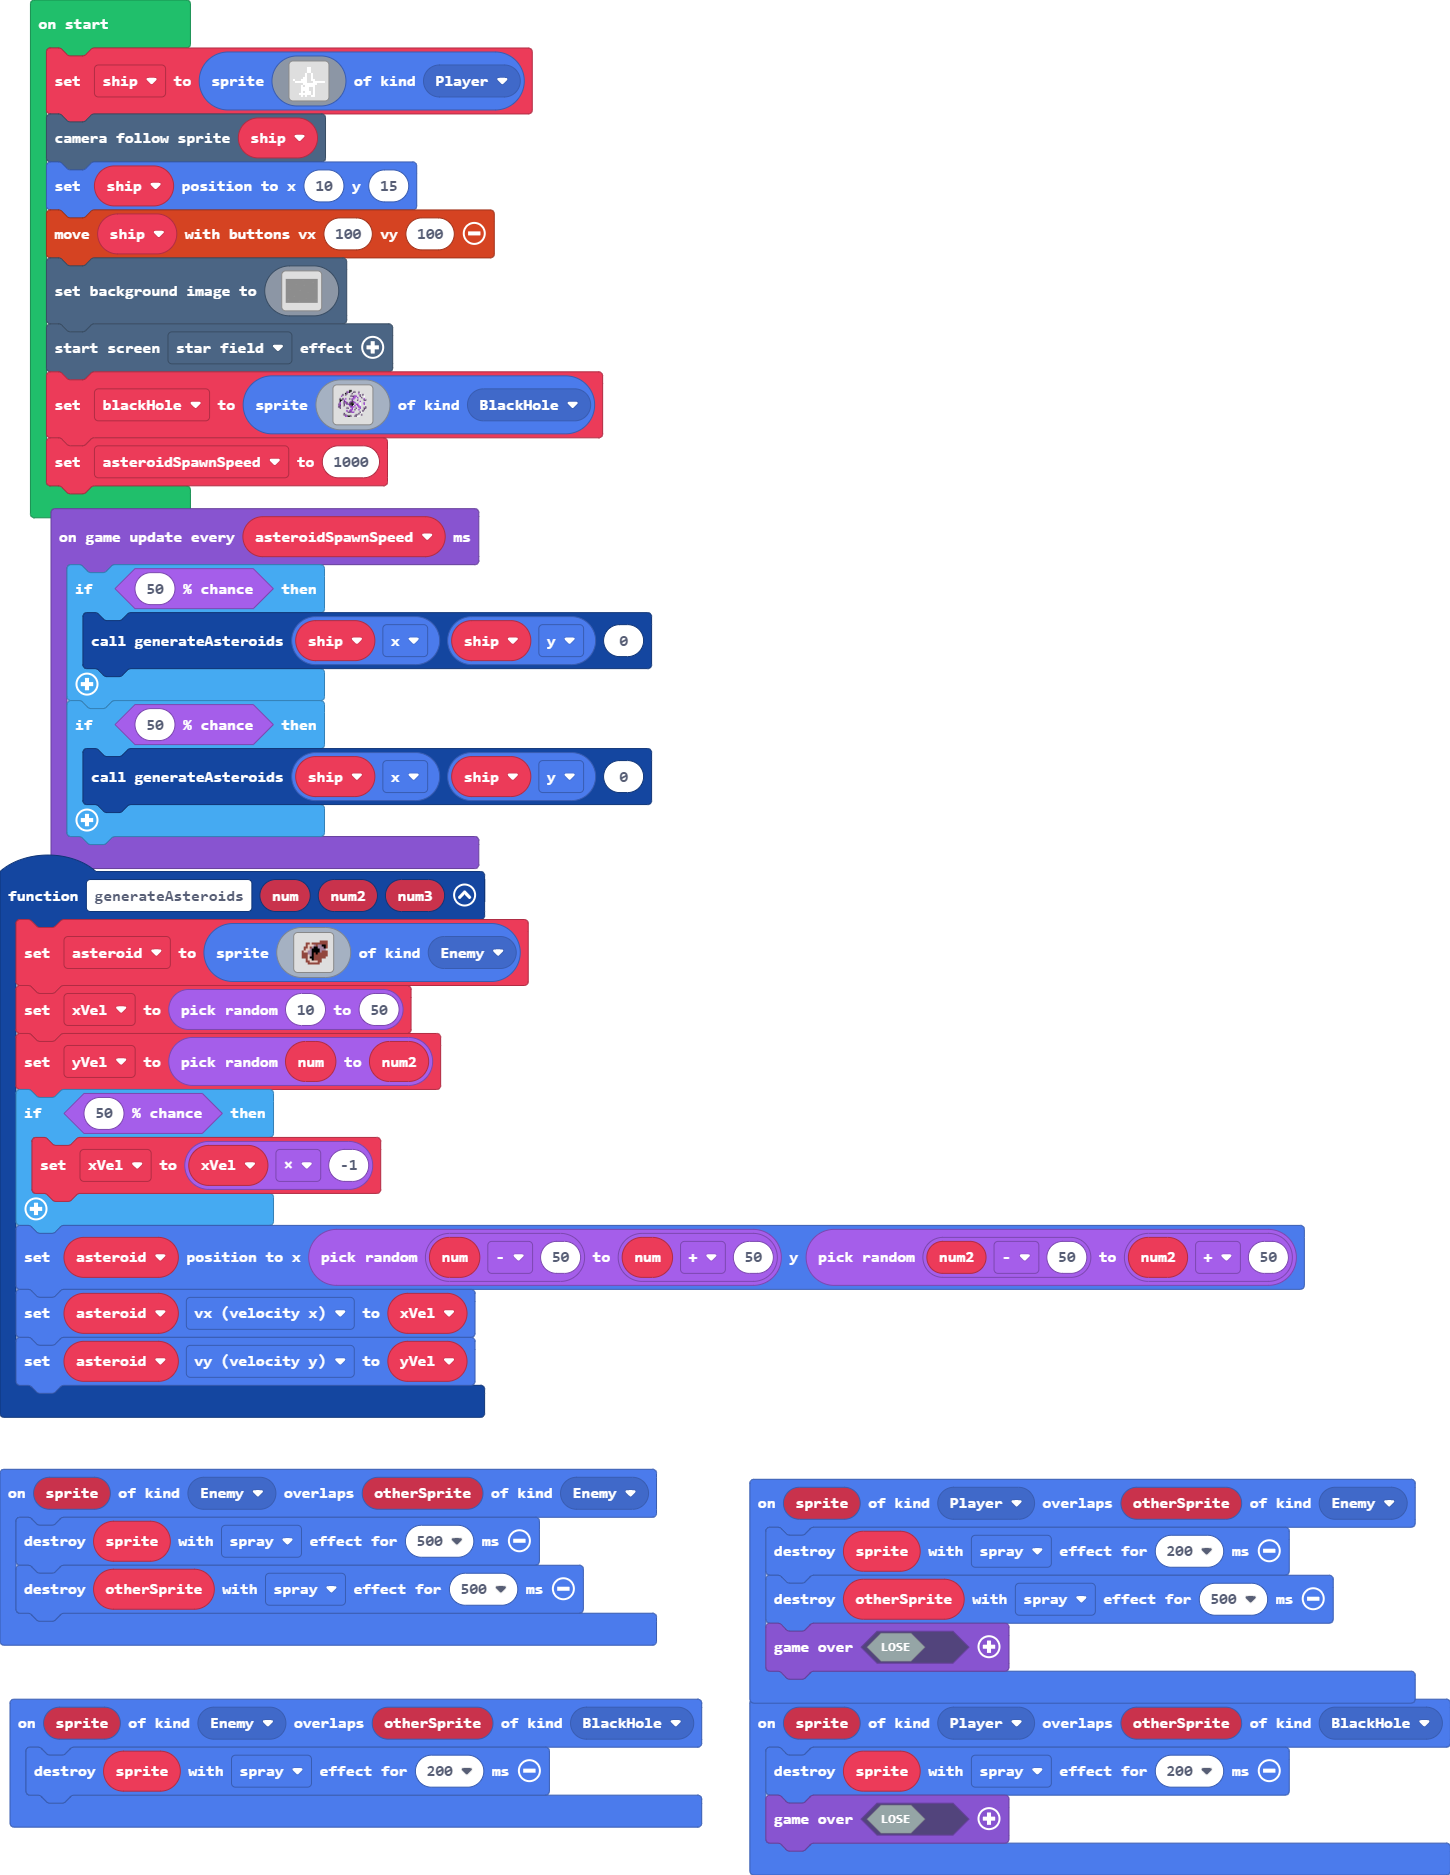 on start
set ship to sprite of kind Player
camera follow sprite ship
set ship position to x 10 y 15
move ship with buttons vx 100 vy 100
set background image to
start screen star field effect
set blackHole to sprite of kind BlackHole
set asteroidSpawnSpeed to 1000
on game update every asteroidSpawnSpeed ms
if 50 % chance then
call generateAsteroids ship x ship y 0
if 50 % chance then
call generateAsteroids ship x ship y 0
function generateAsteroids num num2 num3
set asteroid to sprite of kind Enemy
set xVel to pick random 10 to 50
set yVel to pick random num to num2
if 50 % chance then
set xVel to xVel × -1
set asteroid position to x pick random num - 50 to num + 50 y pick random num2 - 50 to num2 + 50
set asteroid vx (velocity x) to xVel
set asteroid vy (velocity y) to yVel
on sprite of kind Enemy overlaps otherSprite of kind Enemy
destroy sprite with spray effect for 500 ms
destroy otherSprite with spray effect for 500 ms
on sprite of kind Player overlaps otherSprite of kind Enemy
destroy sprite with spray effect for 200 ms
destroy otherSprite with spray effect for 500 ms
game over LOSE
on sprite of kind Enemy overlaps otherSprite of kind BlackHole
destroy sprite with spray effect for 200 ms
on sprite of kind Player overlaps otherSprite of kind BlackHole
destroy sprite with spray effect for 200 ms
game over LOSE